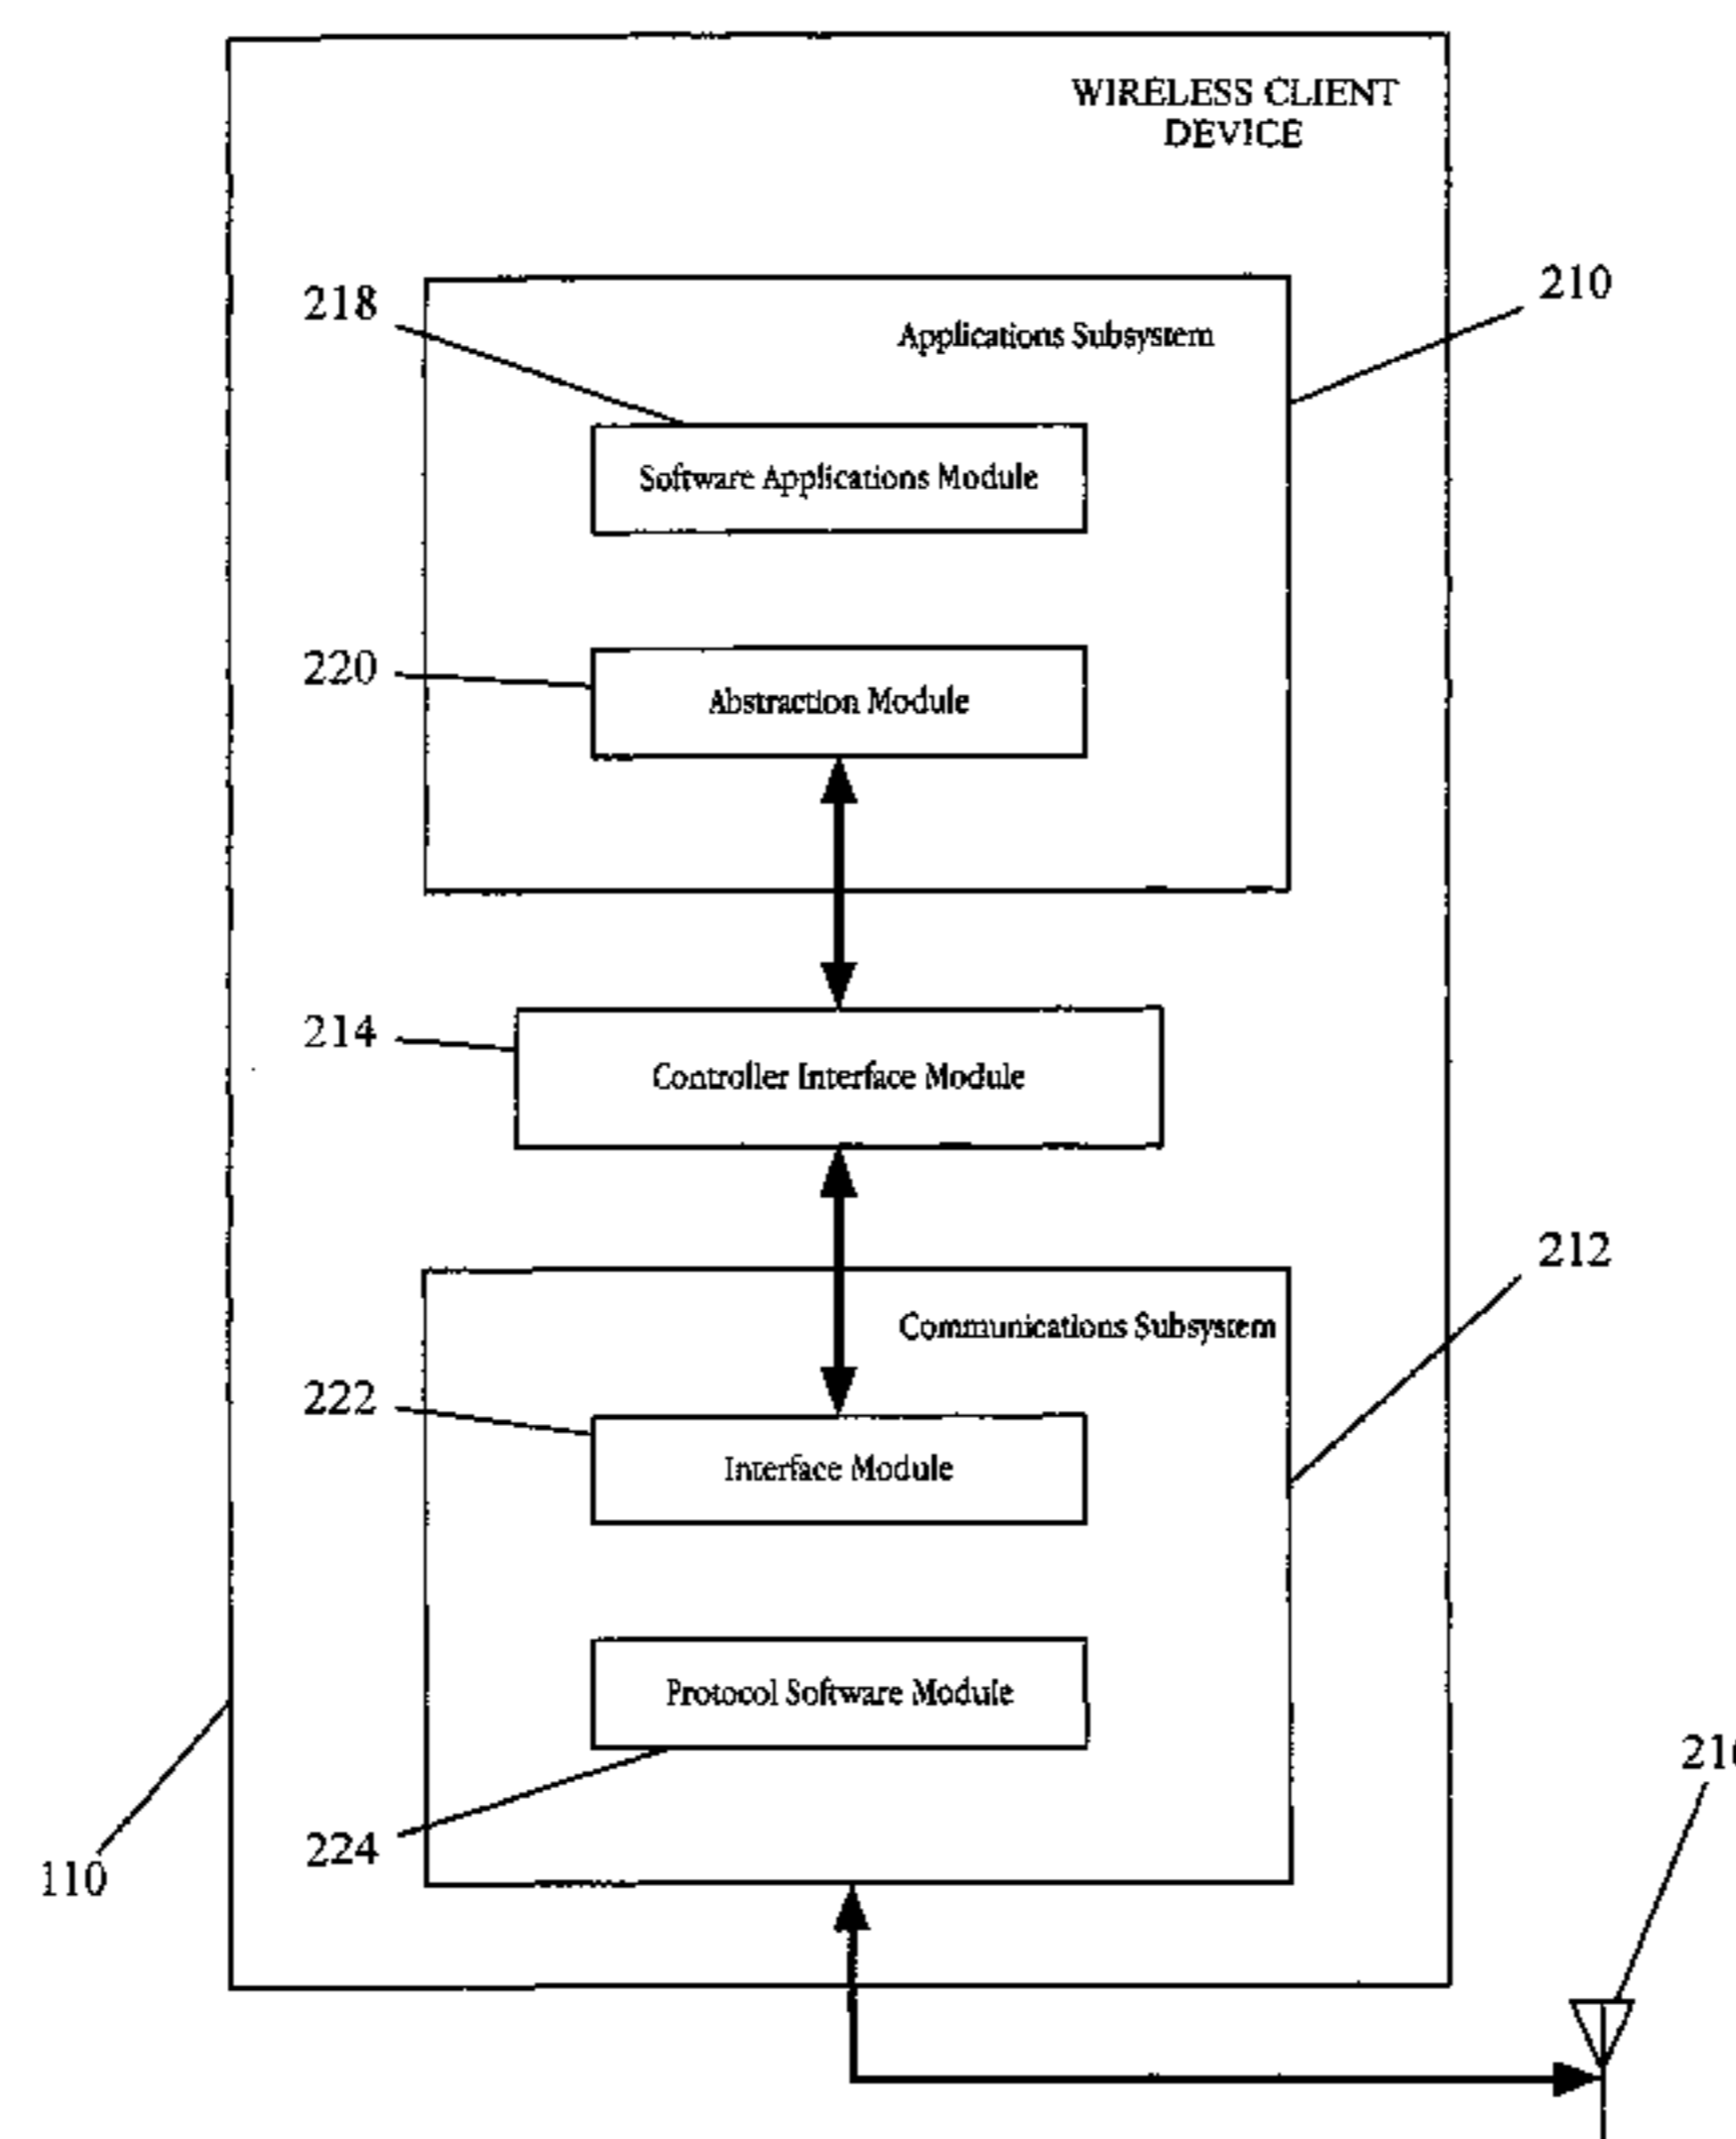 WIRELESS CLIENT
DEVICE
210
218
Applications Subsystem
Software Applications Module
220
Abstraction Module
214
Controller Interface Module
212
Communications Subsystem
222
Interface Module
Protocol Software Module
224
110